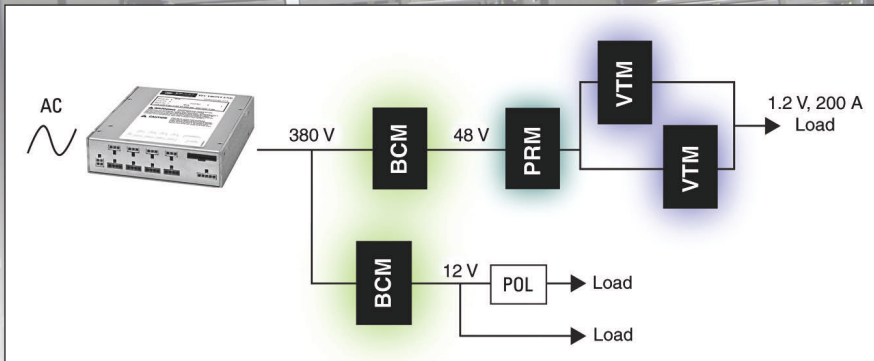 AC
380 V
BCM
48 V
PRM
VTM
VTM
1.2 V, 200 A
Load
BCM
12 V
POL
Load
Load